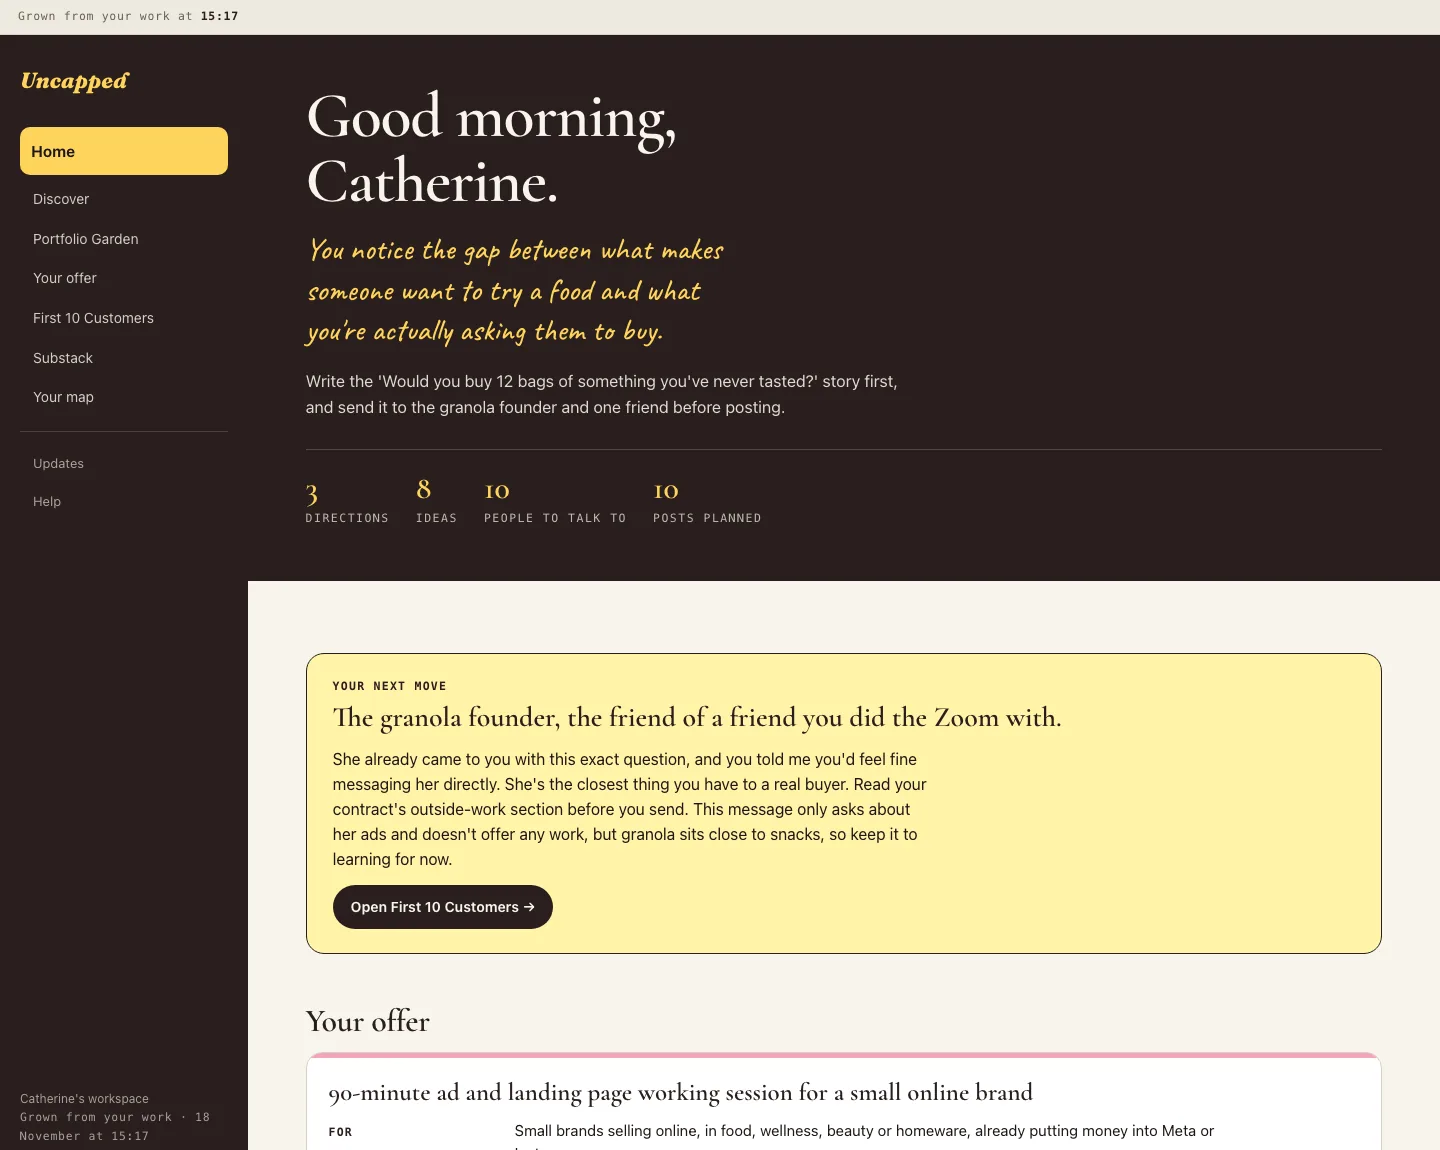 Grown from your work at 15:17
Uncapped
Home
Discover
Portfolio Garden
Your offer
First 10 Customers
Substack
Your map
Updates
Help
Catherine's workspace
Grown from your work · 18
November at 15:17
Good morning,
Catherine.
You notice the gap between what makes
someone want to try a food and what
you're actually asking them to buy.
Write the 'Would you buy 12 bags of something you've never tasted?' story first,
and send it to the granola founder and one friend before posting.
3
DIRECTIONS
8
IDEAS
10
PEOPLE TO TALK TO
10
POSTS PLANNED
YOUR NEXT MOVE
The granola founder, the friend of a friend you did the Zoom with.
She already came to you with this exact question, and you told me you'd feel fine
messaging her directly. She's the closest thing you have to a real buyer. Read your
contract's outside-work section before you send. This message only asks about
her ads and doesn't offer any work, but granola sits close to snacks, so keep it to
learning for now.
Open First 10 Customers →
Your offer
90-minute ad and landing page working session for a small online brand
FOR
Small brands selling online, in food, wellness, beauty or homeware, already putting money into Meta or